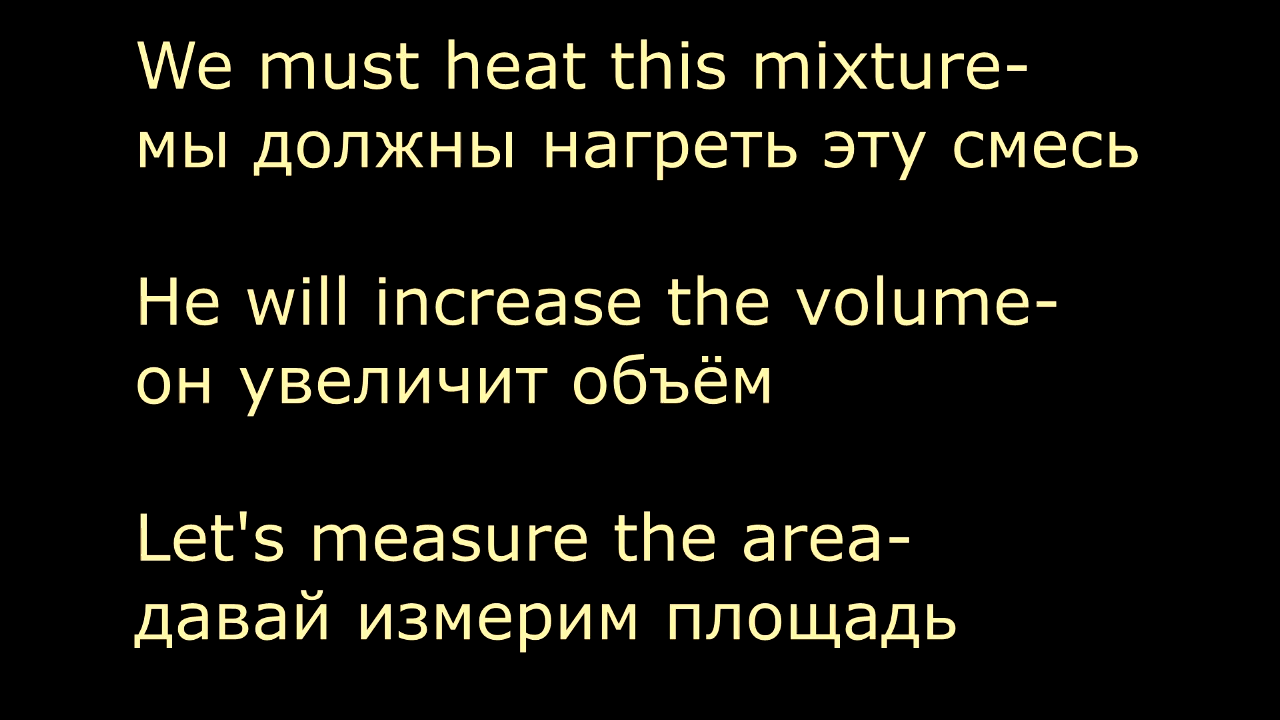 We must heat this mixture-
мы должны нагреть эту смесь
He will increase the volume-
он увеличит объём
Let's measure the area-
давай измерим площадь